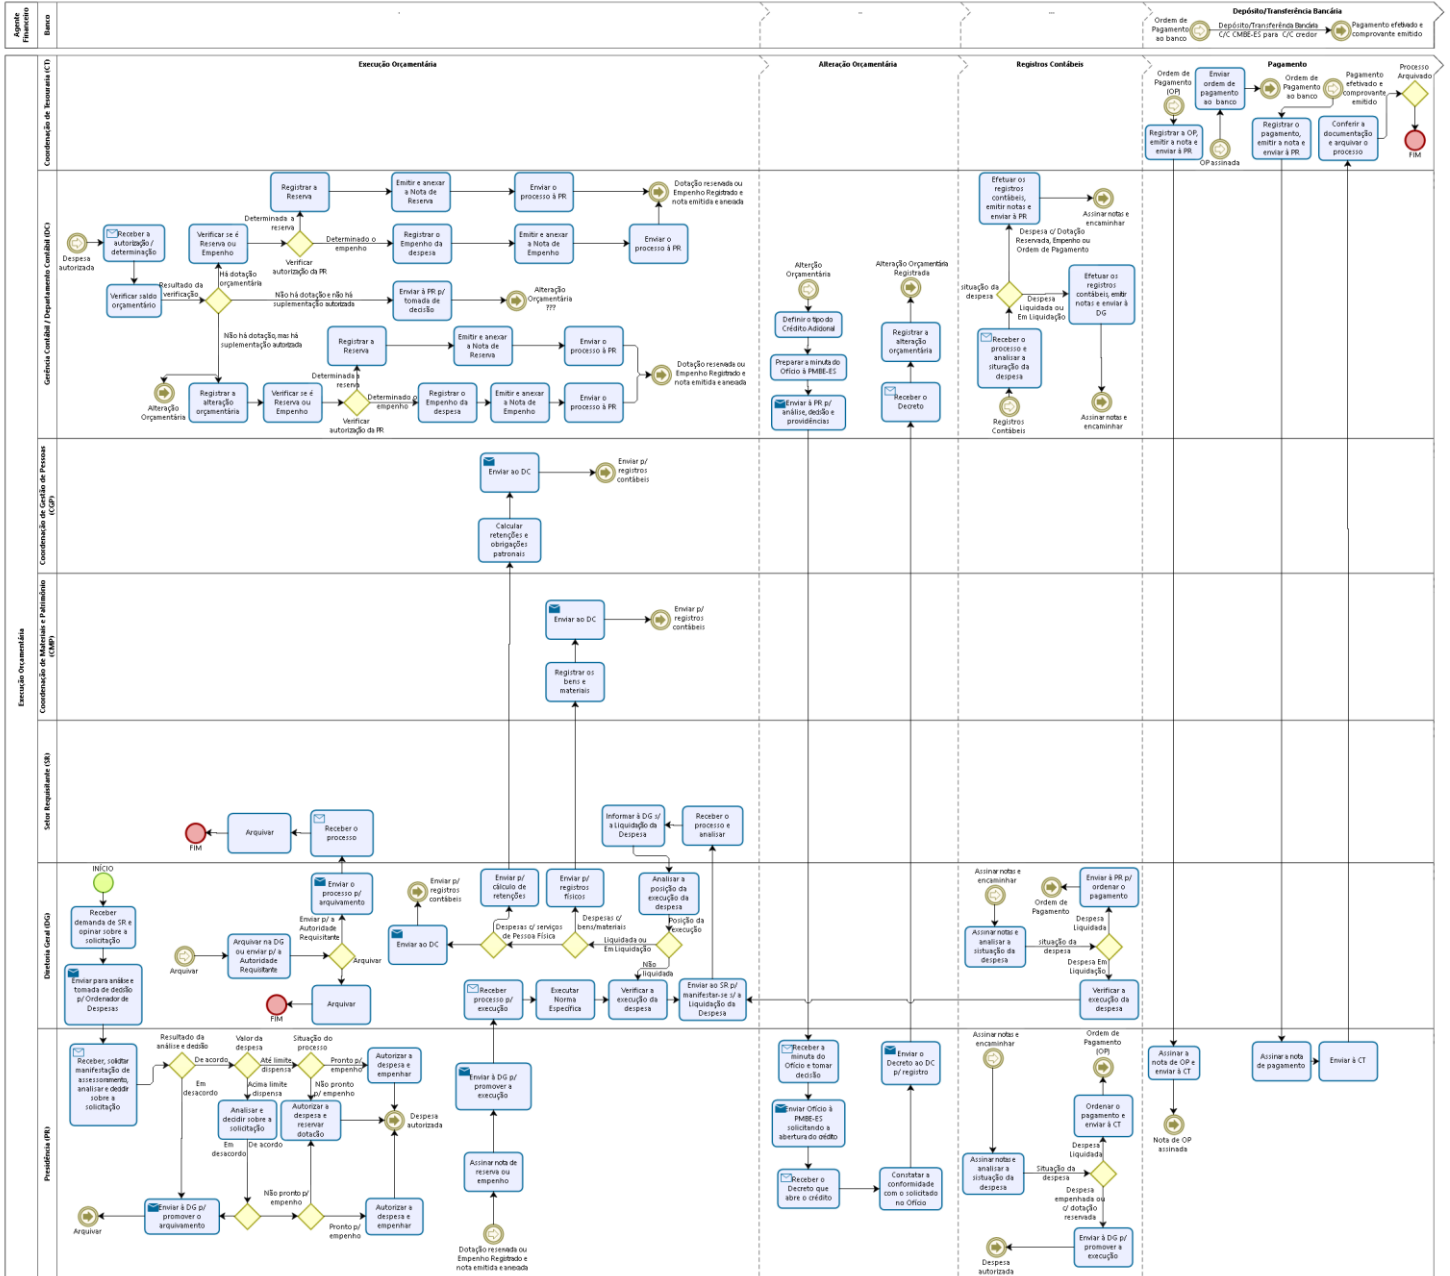 Agente
Financeiro
Banco
.
...
...
Depósito/Transferência Bancária
Ordem de
Pagamento
ao banco
Depósito/Transferência Bancária
C/C CMBE-ES para C/C credor
Pagamento efetivado e
comprovante emitido
Execução Orçamentária
Coordenação de Tesouraria (CT)
Execução Orçamentária
Alteração Orçamentária
Registros Contábeis
Pagamento
Ordem de
Pagamento
(OP)
Registrar a OP,
emitir a nota e
enviar à PR
Enviar
ordem de
pagamento
ao banco
OP assinada
Ordem de
Pagamento
ao banco
Pagamento
efetivado e
comprovante
emitido
Registrar o
pagamento,
emitir a nota e
enviar à PR
Conferir a
documentação
e arquivar o
processo
Processo
Arquivado
FIM
Gerência Contábil / Departamento Contábil (DC)
Despesa
autorizada
Receber a
autorização /
determinação
Verificar saldo
orçamentário
Resultado da
verificação
Há dotação
orçamentária
Verificar se é
Reserva ou
Empenho
Determinada a
reserva
Verificar
autorização da PR
Determinado o
empenho
Registrar a
Reserva
Emitir e anexar
a Nota de
Reserva
Enviar o
processo à PR
Dotação reservada ou
Empenho Registrado e
nota emitida e anexada
Registrar o
Empenho da
despesa
Emitir e anexar
a Nota de
Empenho
Enviar o
processo à PR
Não há dotação e não há
suplementação autorizada
Enviar à PR p/
tomada de
decisão
Alteração
Orçamentária
???
Não há dotação, mas há
suplementação autorizada
Alteração
Orçamentária
Registrar a
alteração
orçamentária
Verificar se é
Reserva ou
Empenho
Determinada a
reserva
Verificar
autorização da PR
Determinado o
empenho
Registrar a
Reserva
Emitir e anexar
a Nota de
Reserva
Enviar o
processo à PR
Registrar o
Empenho da
despesa
Emitir e anexar
a Nota de
Empenho
Enviar o
processo à PR
Dotação reservada ou
Empenho Registrado e
nota emitida e anexada
Alterção
Orçamentária
Definir o tipo do
Crédito Adicional
Preparar a minuta do
Ofício à PMBE-ES
Enviar à PR p/
análise, decisão e
providências
Alteração Orçamentária
Registrada
Registrar a
alteração
orçamentária
Receber o
Decreto
Efetuar os
registros
contábeis,
emitir notas e
enviar à PR
Assinar notas e
encaminhar
Despesa c/ Dotação
Reservada, Empenho ou
Ordem de Pagamento
situação da
despesa
Despesa
Liquidada ou
Em Liquidação
Efetuar os
registros
contábeis, emitir
notas e enviar à
DG
Receber o
processo e
analisar a
situração da
despesa
Registros
Contábeis
Assinar notas e
encaminhar
Coordenação de Gestão de Pessoas
(CGP)
Enviar ao DC
Enviar p/
registros
contábeis
Calcular
retenções e
obrigações
patronais
Coordenação de Materiais e Patrimônio
(CMP)
Enviar ao DC
Enviar p/
registros
contábeis
Registrar os
bens e
materiais
Setor Requisitante (SR)
FIM
Arquivar
Receber o
processo
Informar à DG s/
a Liquidação da
Despesa
Receber o
processo e
analisar
Diretoria Geral (DG)
INÍCIO
Receber
demanda de SR e
opinar sobre a
solicitação
Enviar para análise e
tomada de decisão
p/ Ordenador de
Despesas
Arquivar
Arquivar na DG
ou enviar p/ a
Autoridade
Requisitante
Enviar o
processo p/
arquivamento
Enviar p/ a
Autoridade
Requisitante
Arquivar
Arquivar
FIM
Enviar p/
registros
contábeis
Enviar ao DC
Enviar p/
cálculo de
retenções
Despesas c/ serviços
de Pessoa Física
Enviar p/
registros
físicos
Despesas c/
bens/materiais
Liquidada ou
Em Liquidação
Analisar a
posição da
execução da
despesa
Posição da
execução
Não
liquidada
Receber
processo p/
execução
Executar
Norma
Específica
Verificar a
execução da
despesa
Enviar ao SR p/
manifestar-se s/ a
Liquidação da
Despesa
Assinar notas e
encaminhar
Assinar notas e
analisar a
sistuação da
despesa
situação da
despesa
Enviar à PR p/
ordenar o
pagamento
Ordem de
Pagamento
Despesa
Liquidada
Despesa Em
Liquidação
Verificar a
execução da
despesa
Presidência (PR)
Receber, solicitar
manifestação de
assessoramento,
analisar e decidir
sobre a
solicitação
Resultado da
análise e decisão
De acordo
Em
desacordo
Valor da
despesa
Até limite
dispensa
Acima limite
dispensa
Situação do
processo
Pronto p/
empenho
Não pronto
p/ empenho
Autorizar a
despesa e
empenhar
Analisar e
decidir sobre a
solicitação
Autorizar a
despesa e
reservar
dotação
Despesa
autorizada
Em
desacordo
De acordo
Não pronto p/
empenho
Pronto p/
empenho
Autorizar a
despesa e
empenhar
Enviar à DG p/
promover o
arquivamento
Arquivar
Enviar à DG p/
promover a
execução
Assinar nota de
reserva ou
empenho
Dotação reservada ou
Empenho Registrado e
nota emitida e anexada
Receber a
minuta do
Ofício e tomar
decisão
Enviar Ofício à
PMBE-ES
solicitando a
abertura do crédito
Receber o
Decreto que
abre o crédito
Enviar o
Decreto ao DC
p/ registro
Constatar a
conformidade
com o solicitado
no Ofício
Assinar notas e
encaminhar
Assinar notas e
analisar a
sistuação da
despesa
Situação da
despesa
Ordem de
Pagamento
(OP)
Ordenar o
pagamento e
enviar à CT
Despesa
Liquidada
Despesa
empenhada ou
c/ dotação
reservada
Enviar à DG p/
promover a
execução
Despesa
autorizada
Assinar a
nota de OP e
enviar à CT
Nota de OP
assinada
Assinar a nota
de pagamento
Enviar à CT